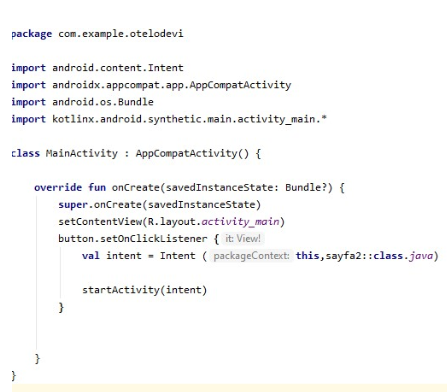 package com.example.otelodevi
import android.content.Intent
import androidx.appcompat.app.AppCompatActivity
import android.os.Bundle
import kotlinx.android.synthetic.main.activity_main.*
class MainActivity : AppCompatActivity() {
override fun onCreate(savedInstanceState: Bundle?) {
super.onCreate(savedInstanceState)
setContentView(R.layout.activity_main)
button.setOnClickListener { it: View!
val intent = Intent ( packageContext: this,sayfa2::class.java)
startActivity(intent)
}
}
}